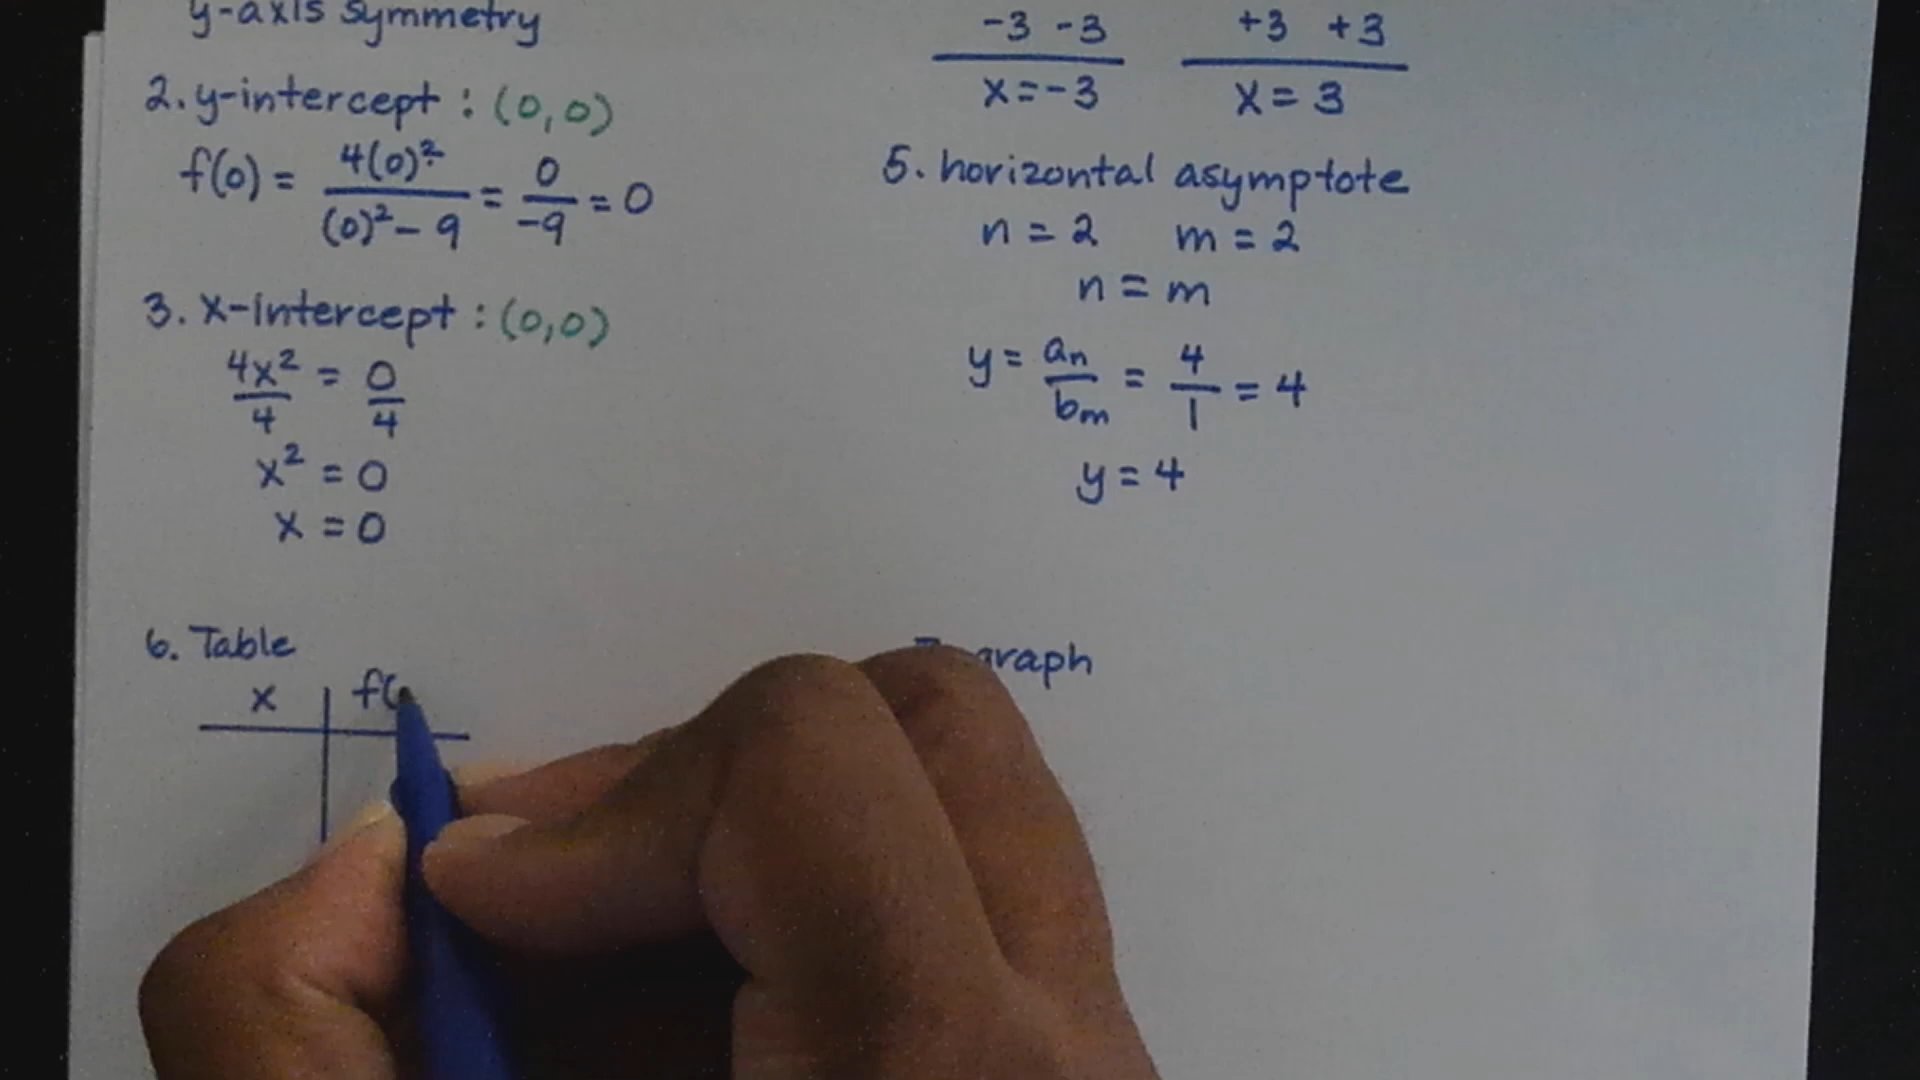 y-axis symmetry
2. y-intercept : (0,0)
f(0) = 4(0)² / (0)² - 9 = 0 / -9 = 0
3. x-intercept : (0,0)
4x² / 4 = 0 / 4
x² = 0
x = 0
-3 -3 +3 +3
x = -3 x = 3
5. horizontal asymptote
n = 2 m = 2
n = m
y = an / bm = 4 / 1 = 4
y = 4
6. Table
x f(
graph